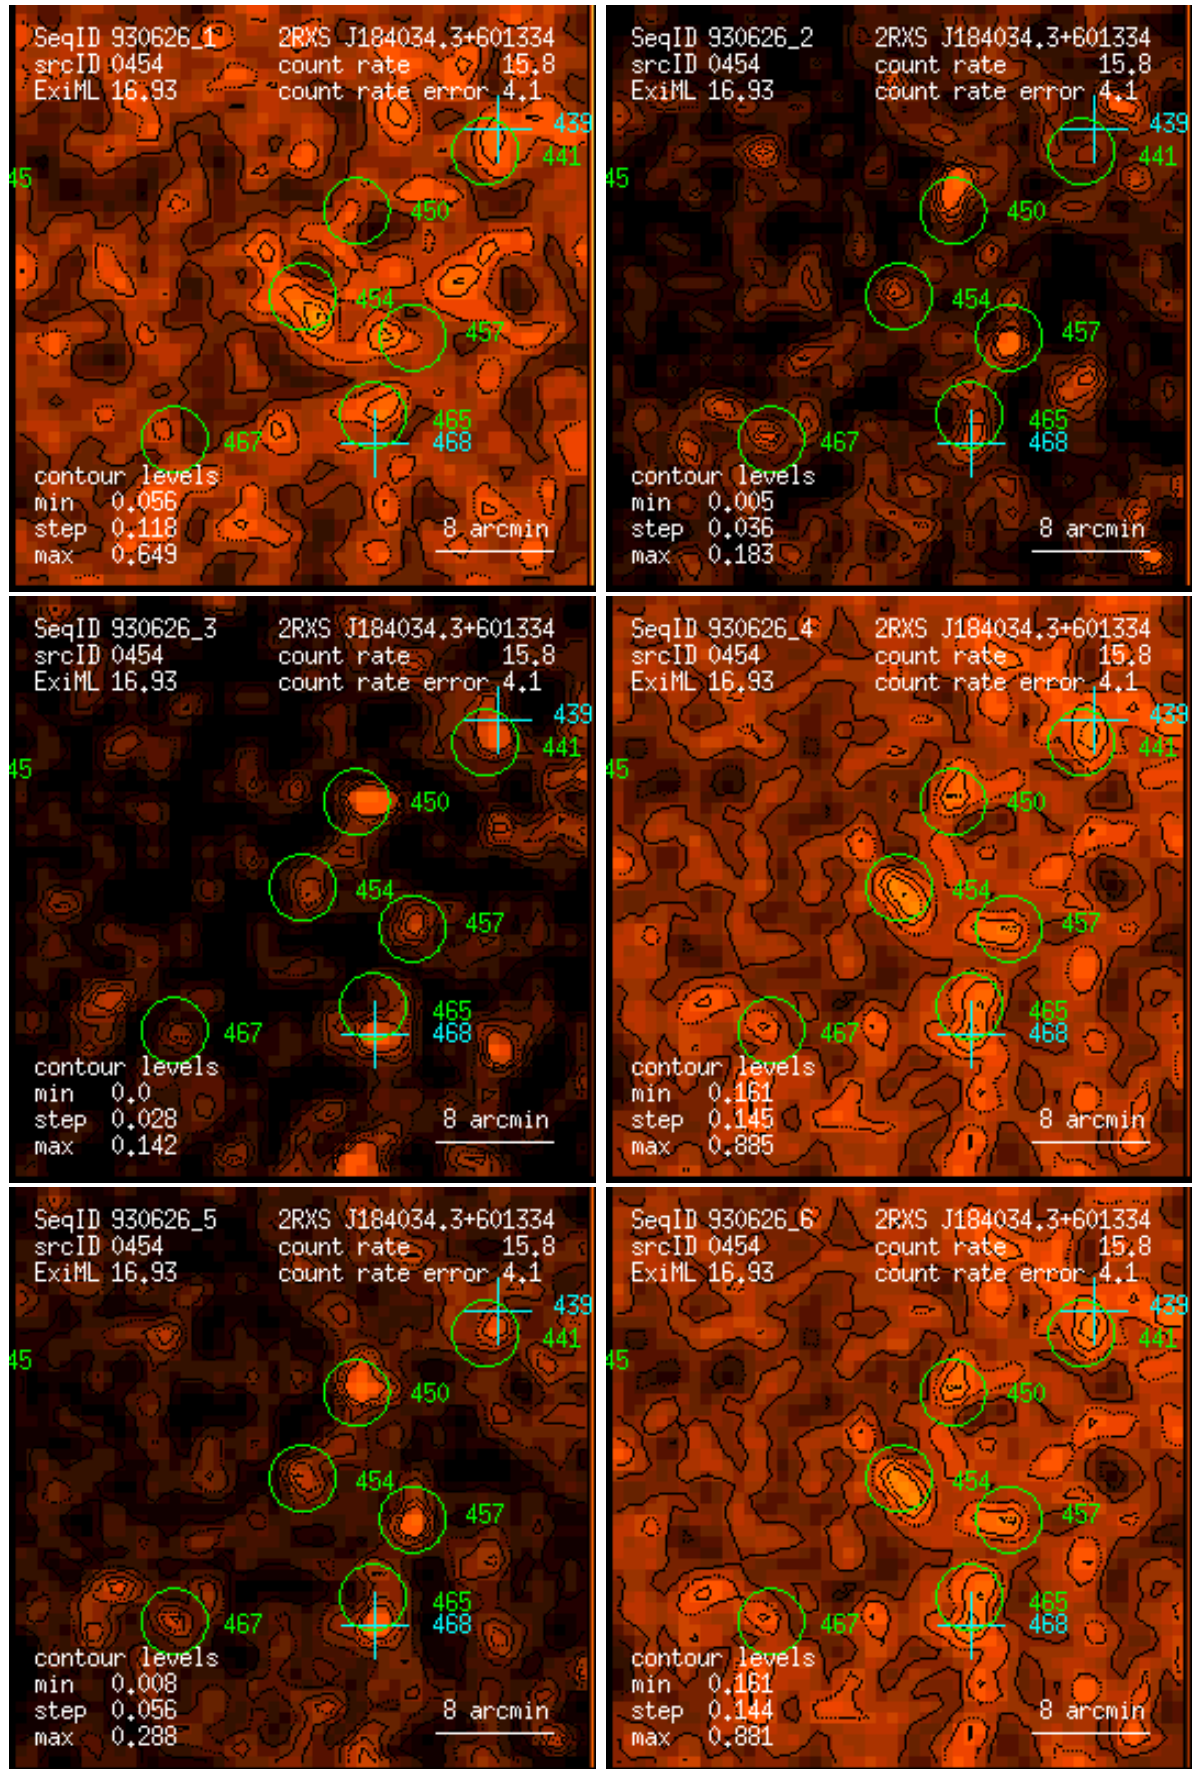 SeqID 930626_1 2RXS J184034.3+601334
srcID 0454 count rate 15.8
ExiML 16.93 count rate error 4.1
439
441
45
450
454
457
465
467 468
contour levels
min 0.056
step 0.118 8 arcmin
max 0.649
SeqID 930626_2 2RXS J184034.3+601334
srcID 0454 count rate 15.8
ExiML 16.93 count rate error 4.1
439
441
45
450
454
457
465
467 468
contour levels
min 0.005
step 0.036 8 arcmin
max 0.183
SeqID 930626_3 2RXS J184034.3+601334
srcID 0454 count rate 15.8
ExiML 16.93 count rate error 4.1
439
441
45
450
454
457
465
467 468
contour levels
min 0.0
step 0.028 8 arcmin
max 0.142
SeqID 930626_4 2RXS J184034.3+601334
srcID 0454 count rate 15.8
ExiML 16.93 count rate error 4.1
439
441
45
450
454
457
465
467 468
contour levels
min 0.161
step 0.145 8 arcmin
max 0.885
SeqID 930626_5 2RXS J184034.3+601334
srcID 0454 count rate 15.8
ExiML 16.93 count rate error 4.1
439
441
45
450
454
457
465
467 468
contour levels
min 0.008
step 0.056 8 arcmin
max 0.288
SeqID 930626_6 2RXS J184034.3+601334
srcID 0454 count rate 15.8
ExiML 16.93 count rate error 4.1
439
441
45
450
454
457
465
467 468
contour levels
min 0.161
step 0.144 8 arcmin
max 0.881